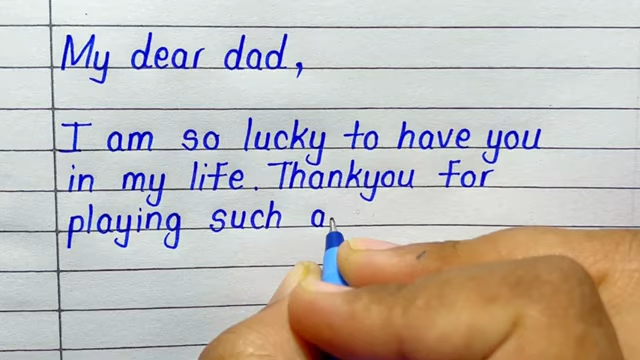 My dear dad,
I am so lucky to have you
in my life. Thankyou for
playing such a